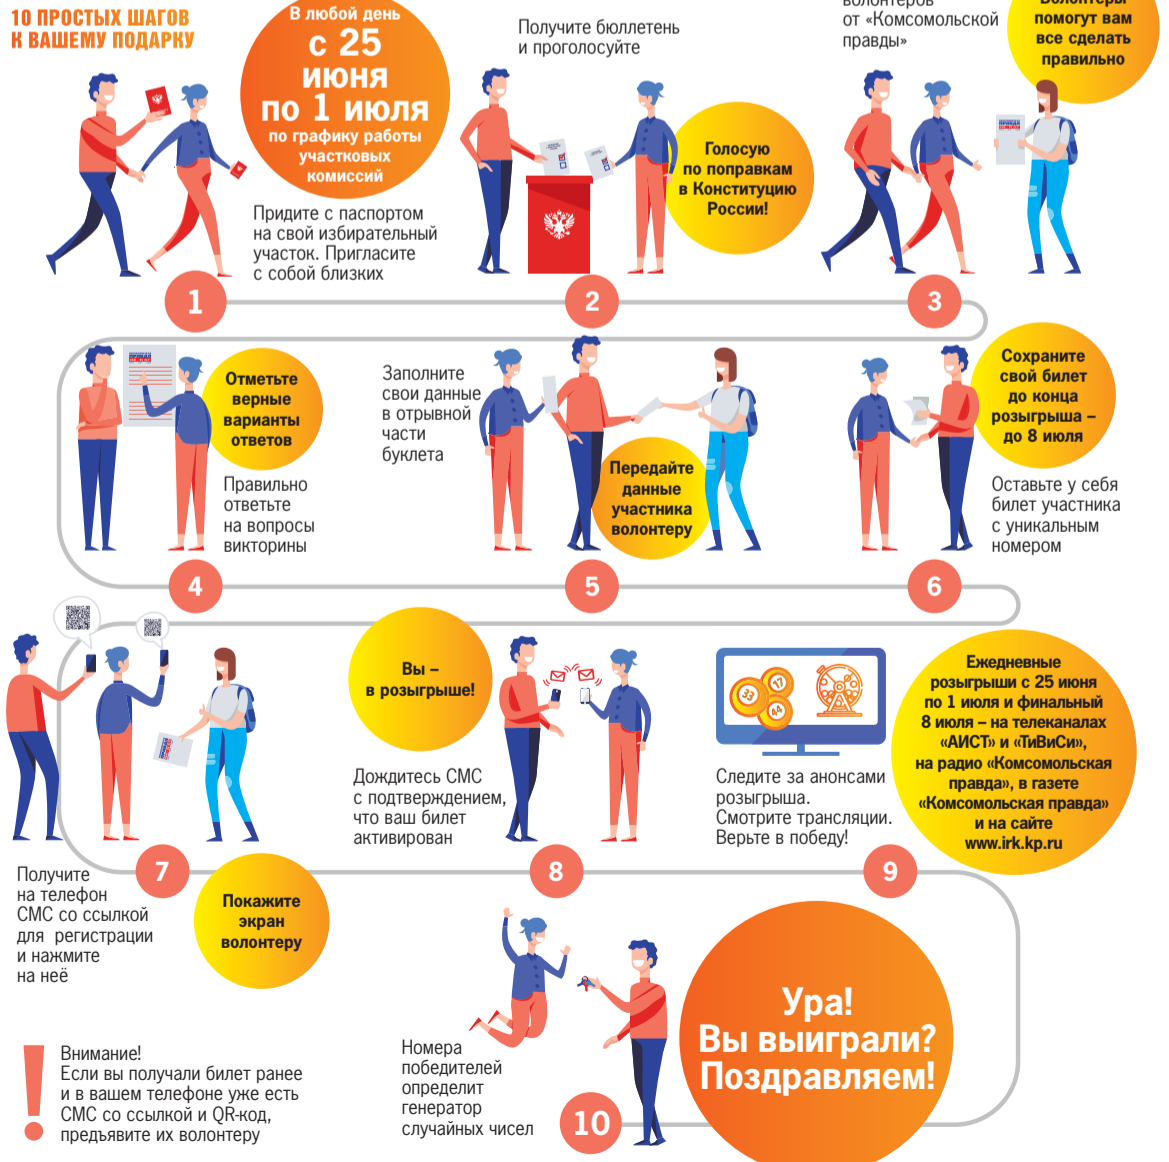 10 ПРОСТЫХ ШАГОВ
К ВАШЕМУ ПОДАРКУ
В любой день
с 25
июня
по 1 июля
по графику работы
участковых
комиссий
Придите с паспортом
на свой избирательный
участок. Пригласите
с собой близких
1
Получите бюллетень
и проголосуйте
Голосую
по поправкам
в Конституцию
России!
2
волонтеров
от «Комсомольской
правды»
Волонтеры
помогут вам
все сделать
правильно
3
Отметьте
верные
варианты
ответов
Правильно
ответьте
на вопросы
викторины
4
Заполните
свои данные
в отрывной
части
буклета
Передайте
данные
участника
волонтеру
5
Сохраните
свой билет
до конца
розыгрыша –
до 8 июля
Оставьте у себя
билет участника
с уникальным
номером
6
Получите
на телефон
СМС со ссылкой
для регистрации
и нажмите
на неё
7
Покажите
экран
волонтеру
Вы –
в розыгрыше!
Дождитесь СМС
с подтверждением,
что ваш билет
активирован
8
33
17
44
Следите за анонсами
розыгрыша.
Смотрите трансляции.
Верьте в победу!
9
Ежедневные
розыгрыши с 25 июня
по 1 июля и финальный
8 июля – на телеканалах
«АИСТ» и «ТиВиСи»,
на радио «Комсомольская
правда», в газете
«Комсомольская правда»
и на сайте
www.irk.kp.ru
Внимание!
Если вы получали билет ранее
и в вашем телефоне уже есть
СМС со ссылкой и QR-код,
предъявите их волонтеру
Номера
победителей
определит
генератор
случайных чисел
10
Ура!
Вы выиграли?
Поздравляем!